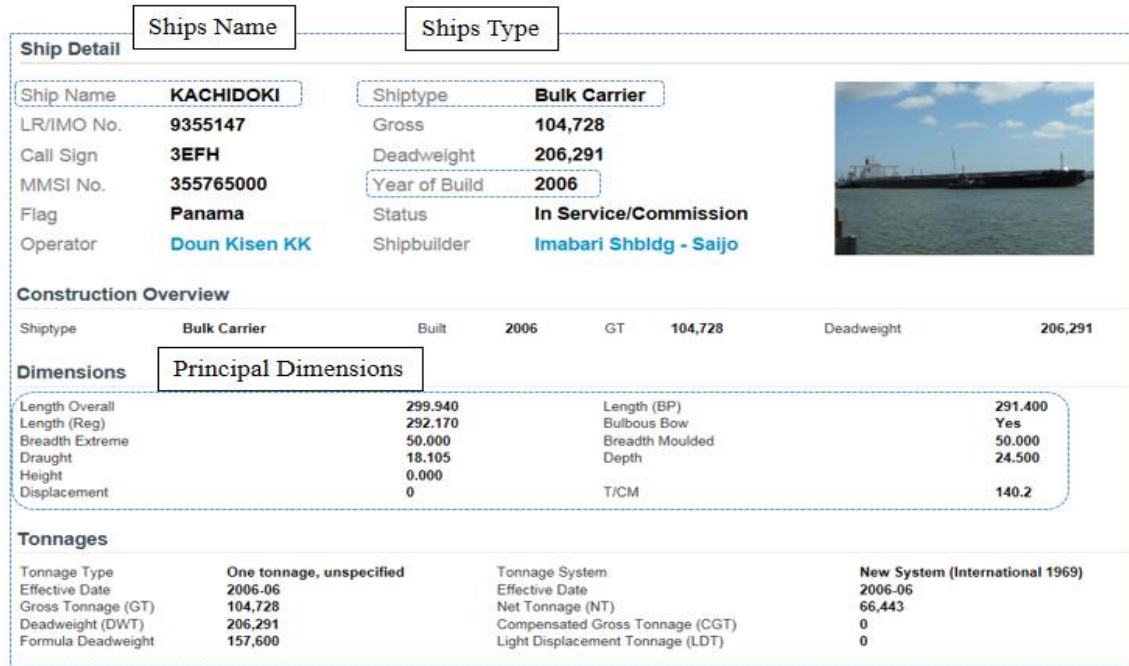 Ships Name Ships Type
Ship Detail
Ship Name KACHIDOKI Shiptype Bulk Carrier
LR/IMO No. 9355147 Gross 104,728
Call Sign 3EFH Deadweight 206,291
MMSI No. 355765000 Year of Build 2006
Flag Panama Status In Service/Commission
Operator Doun Kisen KK Shipbuilder Imabari Shbldg - Saijo
Construction Overview
Shiptype Bulk Carrier Built 2006 GT 104,728 Deadweight 206,291
Dimensions Principal Dimensions
Length Overall 299.940 Length (BP) 291.400
Length (Reg) 292.170 Bulbous Bow Yes
Breadth Extreme 50.000 Breadth Moulded 50.000
Draught 18.105 Depth 24.500
Height 0.000
Displacement 0 T/CM 140.2
Tonnages
Tonnage Type One tonnage, unspecified Tonnage System New System (International 1969)
Effective Date 2006-06 Effective Date 2006-06
Gross Tonnage (GT) 104,728 Net Tonnage (NT) 66,443
Deadweight (DWT) 206,291 Compensated Gross Tonnage (CGT) 0
Formula Deadweight 157,600 Light Displacement Tonnage (LDT) 0